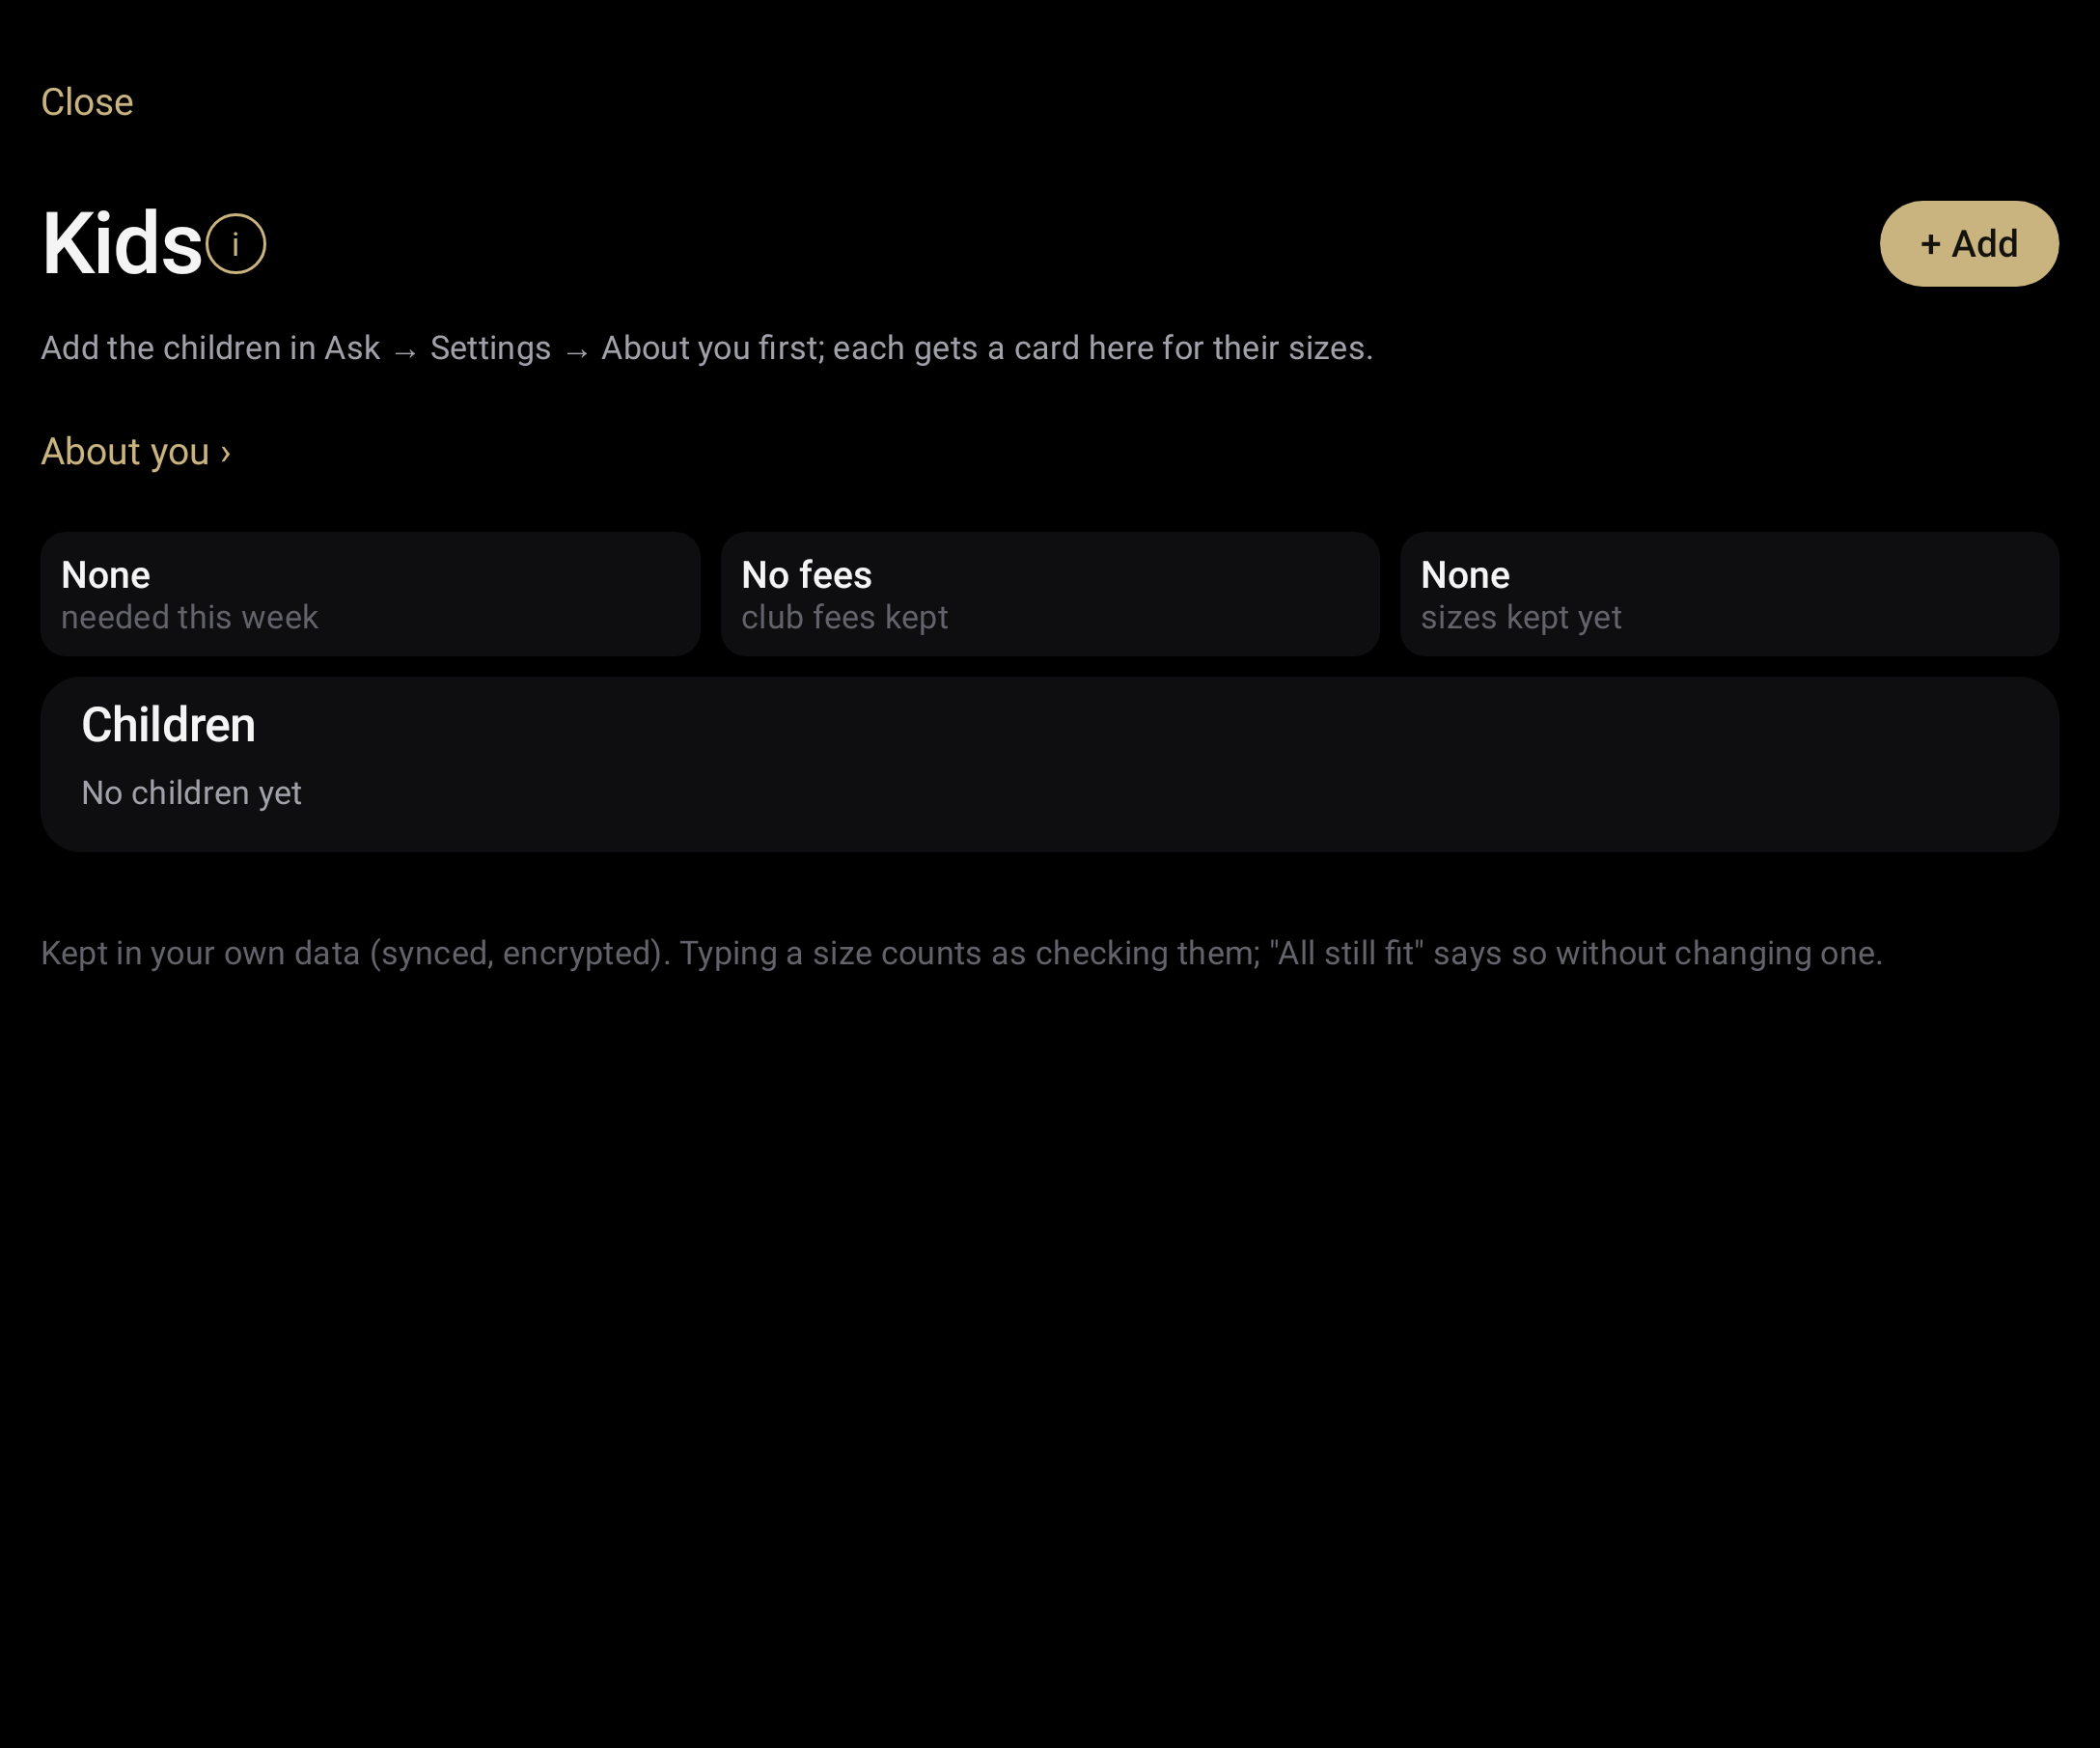 Close
Kids i
+ Add
Add the children in Ask → Settings → About you first; each gets a card here for their sizes.
About you ›
None
needed this week
No fees
club fees kept
None
sizes kept yet
Children
No children yet
Kept in your own data (synced, encrypted). Typing a size counts as checking them; "All still fit" says so without changing one.